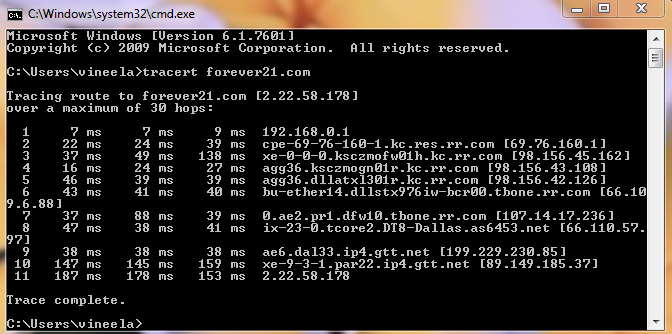 C:\Windows\system32\cmd.exe
Microsoft Windows [Version 6.1.7601]
Copyright (c) 2009 Microsoft Corporation.  All rights reserved.
C:\Users\vineela>tracert forever21.com
Tracing route to forever21.com [2.22.58.178]
over a maximum of 30 hops:
1     7 ms     7 ms     9 ms  192.168.0.1
2    22 ms    24 ms    39 ms  cpe-69-76-160-1.kc.res.rr.com [69.76.160.1]
3    37 ms    49 ms   138 ms  xe-0-0-0.ksczmofw01h.kc.rr.com [98.156.45.162]
4    16 ms    24 ms    27 ms  agg36.ksczmogn01r.kc.rr.com [98.156.43.108]
5    46 ms    39 ms    39 ms  agg36.dllatxl301r.kc.rr.com [98.156.42.126]
6    43 ms    41 ms    40 ms  bu-ether14.dllstx976iw-bcr00.tbone.rr.com [66.10
9.6.88]
7    37 ms    88 ms    39 ms  0.ae2.pr1.dfw10.tbone.rr.com [107.14.17.236]
8    47 ms    38 ms    41 ms  ix-23-0.tcore2.DT8-Dallas.as6453.net [66.110.57.
97]
9    38 ms    38 ms    38 ms  ae6.dal33.ip4.gtt.net [199.229.230.85]
10   147 ms   145 ms   159 ms  xe-9-3-1.par22.ip4.gtt.net [89.149.185.37]
11   187 ms   178 ms   153 ms  2.22.58.178
Trace complete.
C:\Users\vineela>